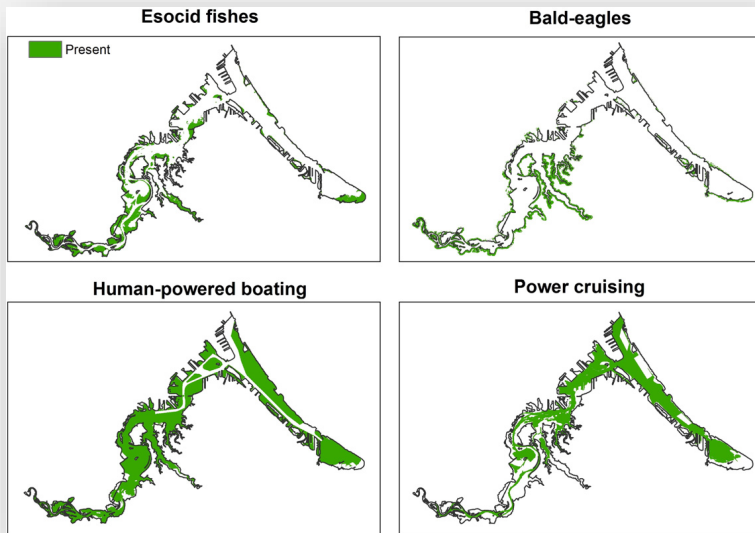 Esocid fishes
Bald-eagles
Present
Human-powered boating
Power cruising